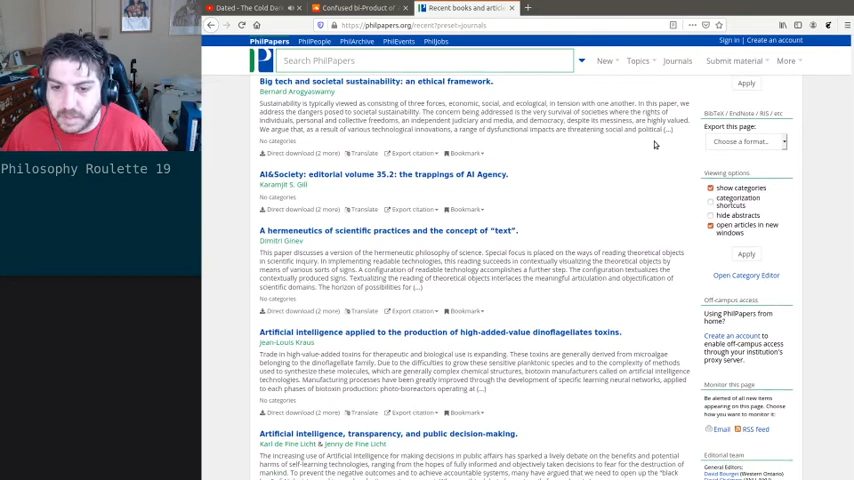 Dated - The Cold Da
Confused bi-Product of
Recent books and article
https://philpapers.org/recent?preset=journals
PhilPapers PhilPeople PhilArchive PhilEvents PhilJobs
Sign in | Create an account
Search PhilPapers
New Topics Journals Submit material More
Philosophy Roulette 19
Big tech and societal sustainability: an ethical framework.
Bernard Arogyaswamy
Sustainability is typically viewed as consisting of three forces, economic, social, and ecological, in tension with one another. In this paper, we
address the dangers posed to societal sustainability. The concern being addressed is the very survival of societies where the rights of
individuals, personal and collective freedoms, an independent judiciary and media, and democracy, despite its messiness, are highly valued.
We argue that, as a result of various technological innovations, a range of dysfunctional impacts are threatening social and political (...)
No categories
Direct download (2 more) Translate Export citation Bookmark
AI&Society: editorial volume 35.2: the trappings of AI Agency.
Karamjit S. Gill
No categories
Direct download (2 more) Translate Export citation Bookmark
A hermeneutics of scientific practices and the concept of "text".
Dimitri Ginev
This paper discusses a version of the hermeneutic philosophy of science. Special focus is placed on the ways of reading theoretical objects
in scientific inquiry. In implementing readable technologies, this reading succeeds in contextually visualizing the theoretical objects by
means of various sorts of signs. A configuration of readable technology accomplishes a further step. The configuration textualizes the
contextually produced signs. Textualizing the reading of theoretical objects interlaces the meaningful articulation and objectification of
scientific domains. The horizon of possibilities for (...)
No categories
Direct download (2 more) Translate Export citation Bookmark
Artificial intelligence applied to the production of high-added-value dinoflagellates toxins.
Jean-Louis Kraus
Trade in high-value-added toxins for therapeutic and biological use is expanding. These toxins are generally derived from microalgae
belonging to the dinoflagellate family. Due to the difficulties to grow these sensitive planktonic species and to the complexity of methods
used to synthesize these molecules, which are generally complex chemical structures, biotoxin manufacturers called on artificial intelligence
technologies. Manufacturing processes have been greatly improved through the development of specific learning neural networks, applied
to each phases of biotoxin production: photo-bioreactors operating at (...)
No categories
Direct download (2 more) Translate Export citation Bookmark
Artificial intelligence, transparency, and public decision-making.
Karl de Fine Licht & Jenny de Fine Licht
The increasing use of Artificial Intelligence for making decisions in public affairs has sparked a lively debate on the benefits and potential
harms of self-learning technologies, ranging from the hopes of fully informed and objectively taken decisions to fear for the destruction of
mankind. To prevent the negative outcomes and to achieve accountable systems, many have argued that we need to open up the "black
Apply
BibTeX / EndNote / RIS / etc
Export this page:
Choose a format..
Viewing options
show categories
categorization
shortcuts
hide abstracts
open articles in new
windows
Apply
Open Category Editor
Off-campus access
Using PhilPapers from
home?
Create an account to
enable off-campus access
through your institution's
proxy server.
Monitor this page
Be alerted of all new items
appearing on this page. Choose
how you want to monitor it:
Email RSS feed
Editorial team
General Editors:
David Bourget (Western Ontario)